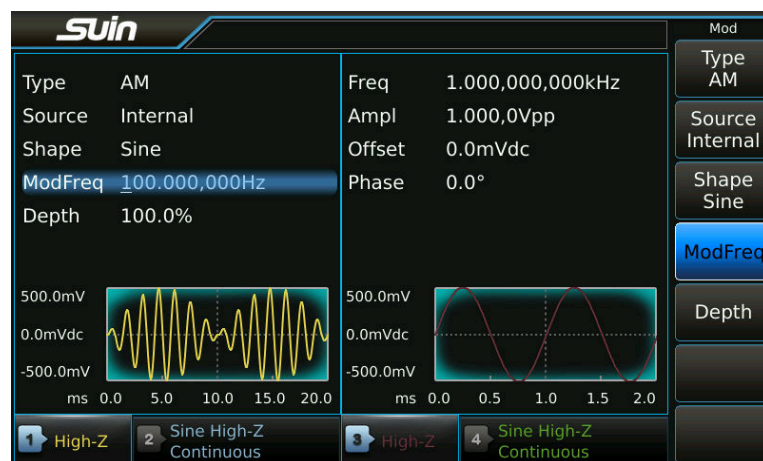 Suin
Mod
Type AM
Source Internal
Shape Sine
ModFreq 100.000,000Hz
Depth 100.0%
500.0mV
0.0mVdc
-500.0mV
ms 0.0 5.0 10.0 15.0 20.0
Freq 1.000,000,000kHz
Ampl 1.000,0Vpp
Offset 0.0mVdc
Phase 0.0°
500.0mV
0.0mVdc
-500.0mV
ms 0.0 0.5 1.0 1.5 2.0
Type
AM
Source
Internal
Shape
Sine
ModFreq
Depth
1 High-Z
2 Sine High-Z
Continuous
3 High-Z
4 Sine High-Z
Continuous